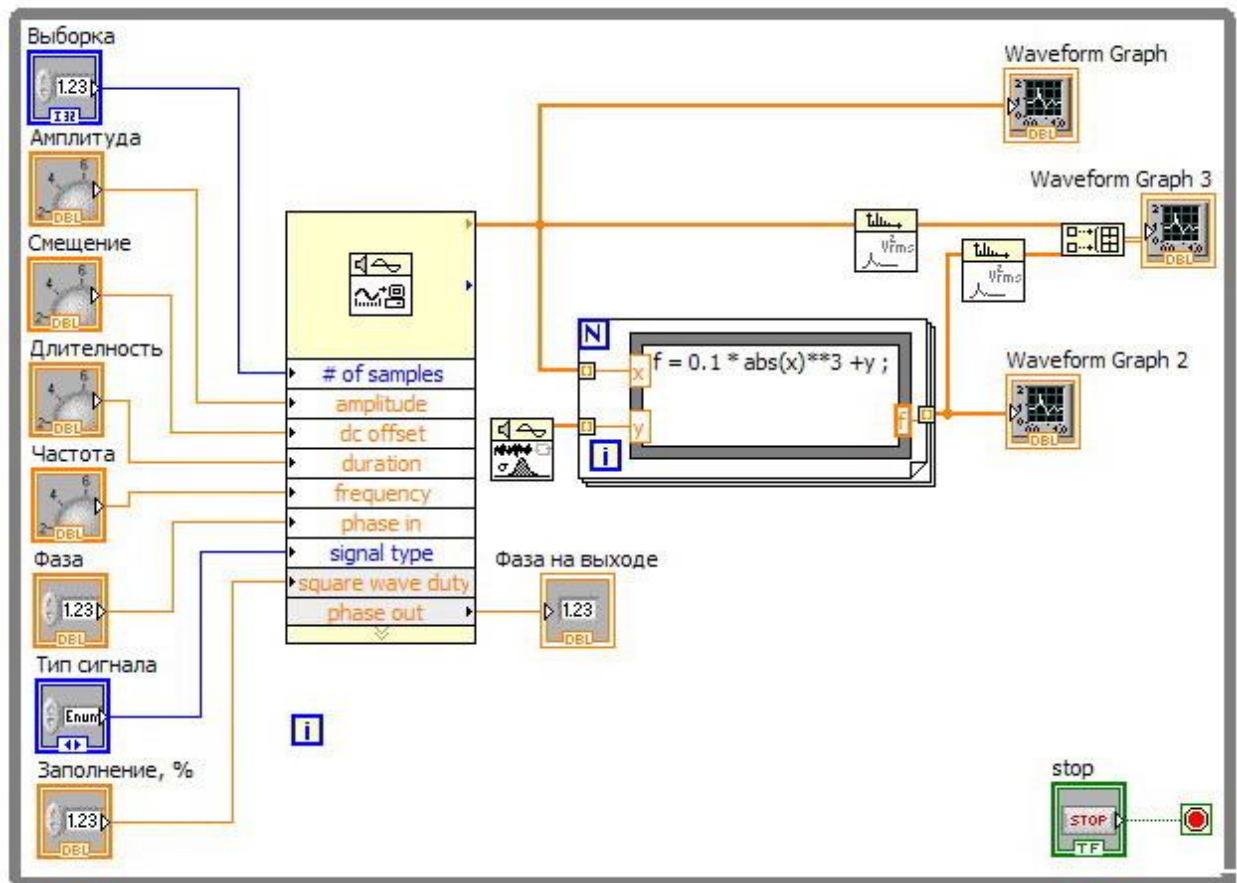 Выборка
1.23
I32
Амплитуда
DBL
Смещение
DBL
Длителность
DBL
Частота
DBL
Фаза
1.23
DBL
Тип сигнала
Enum
Заполнение, %
1.23
DBL
# of samples
amplitude
dc offset
duration
frequency
phase in
signal type
square wave duty
phase out
i
Фаза на выходе
1.23
DBL
N
x
f = 0.1 * abs(x)**3 +y ;
y
f
i
Waveform Graph
DBL
Waveform Graph 3
DBL
Waveform Graph 2
DBL
stop
STOP
TF